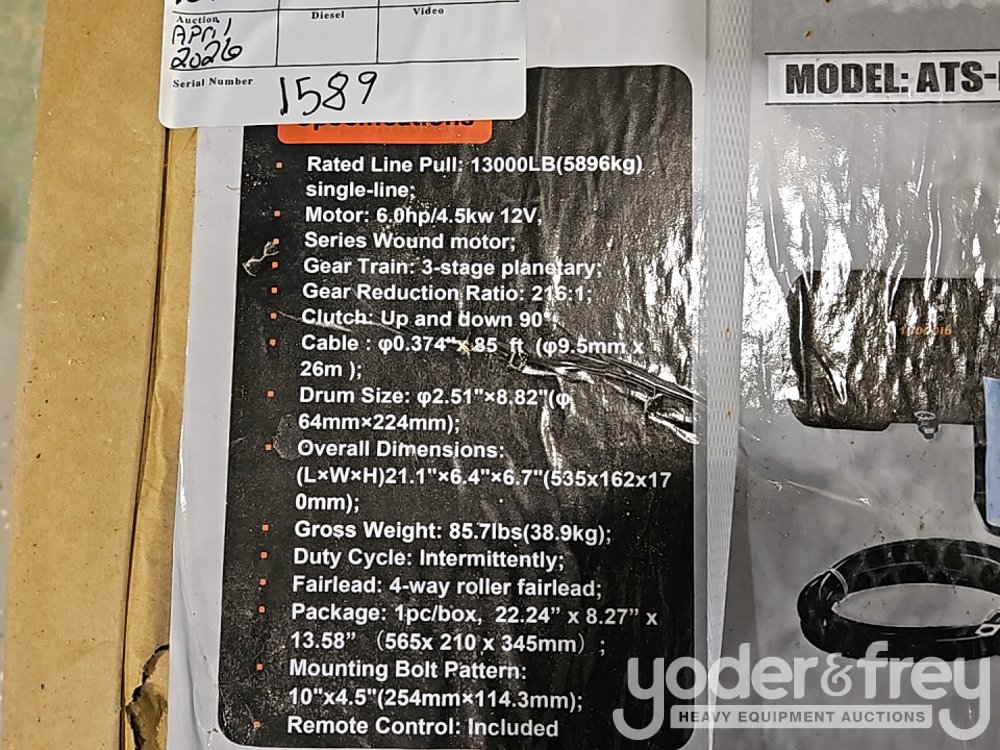 Auction
April
2026
Diesel
Video
Serial Number
1589
Specifications
Rated Line Pull: 13000LB(5896kg)
single-line;
Motor: 6.0hp/4.5kw 12V,
Series Wound motor;
Gear Train: 3-stage planetary;
Gear Reduction Ratio: 216:1;
Clutch: Up and down 90°;
Cable : φ0.374"x 85 ft (φ9.5mm x
26m );
Drum Size: φ2.51"×8.82"(φ
64mm×224mm);
Overall Dimensions:
(L×W×H)21.1"×6.4"×6.7"(535x162x17
0mm);
Gross Weight: 85.7lbs(38.9kg);
Duty Cycle: Intermittently;
Fairlead: 4-way roller fairlead;
Package: 1pc/box, 22.24” x 8.27” x
13.58” （565x 210 x 345mm）;
Mounting Bolt Pattern:
10"x4.5"(254mm×114.3mm);
Remote Control: Included
MODEL: ATS-
yoder&frey
HEAVY EQUIPMENT AUCTIONS